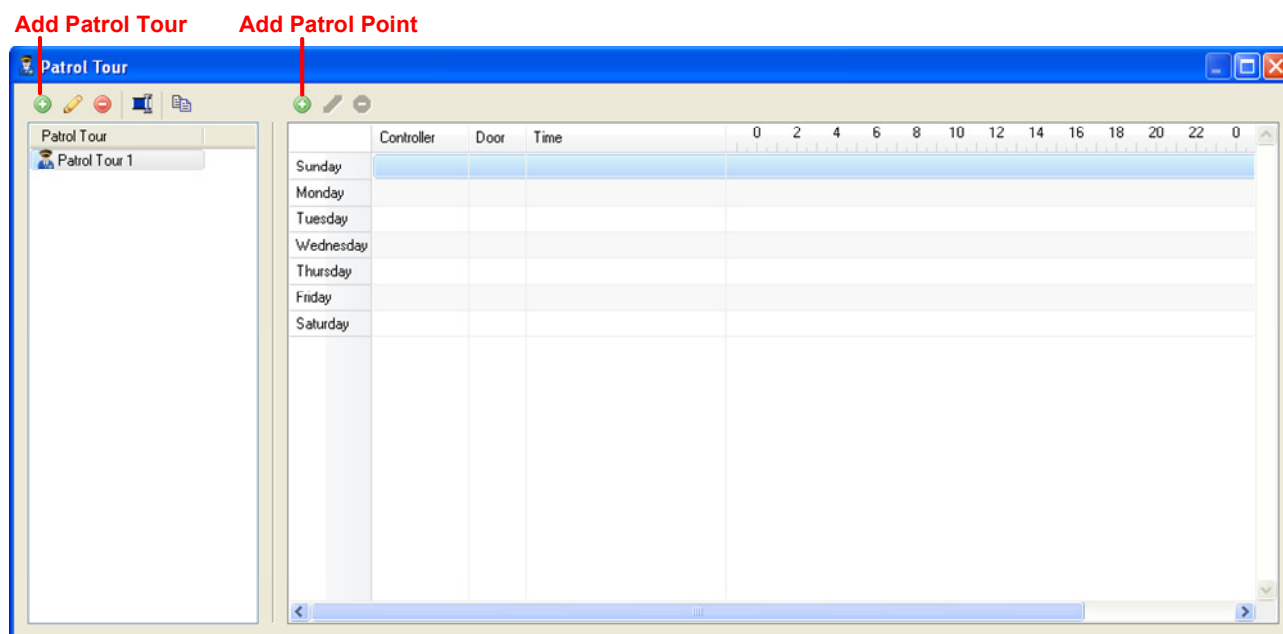 Add Patrol Tour Add Patrol Point
Patrol Tour
Patrol Tour Controller Door Time 0 2 4 6 8 10 12 14 16 18 20 22 0
Patrol Tour 1
Sunday
Monday
Tuesday
Wednesday
Thursday
Friday
Saturday